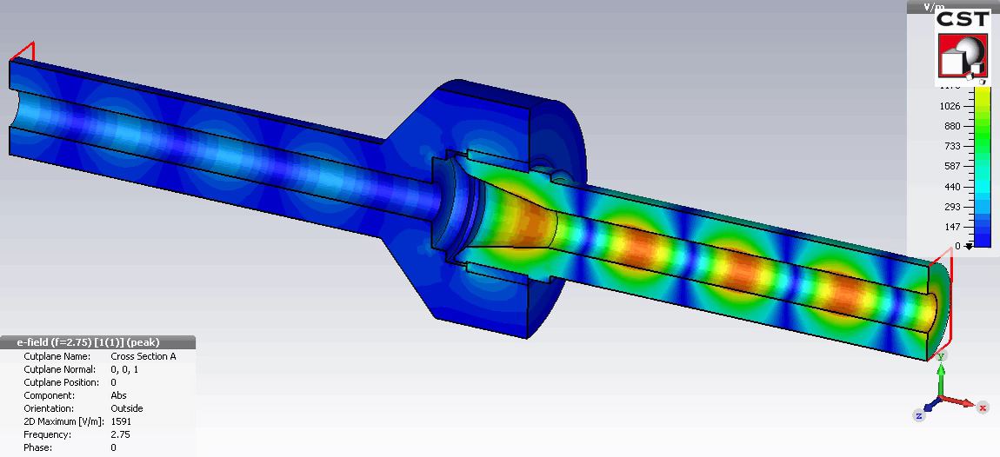 V/m
CST
1026
880
733
587
440
293
147
0
e-field (f=2.75) [1(1)] (peak)
Cutplane Name: Cross Section A
Cutplane Normal: 0, 0, 1
Cutplane Position: 0
Component: Abs
Orientation: Outside
2D Maximum [V/m]: 1591
Frequency: 2.75
Phase: 0
y
x
z